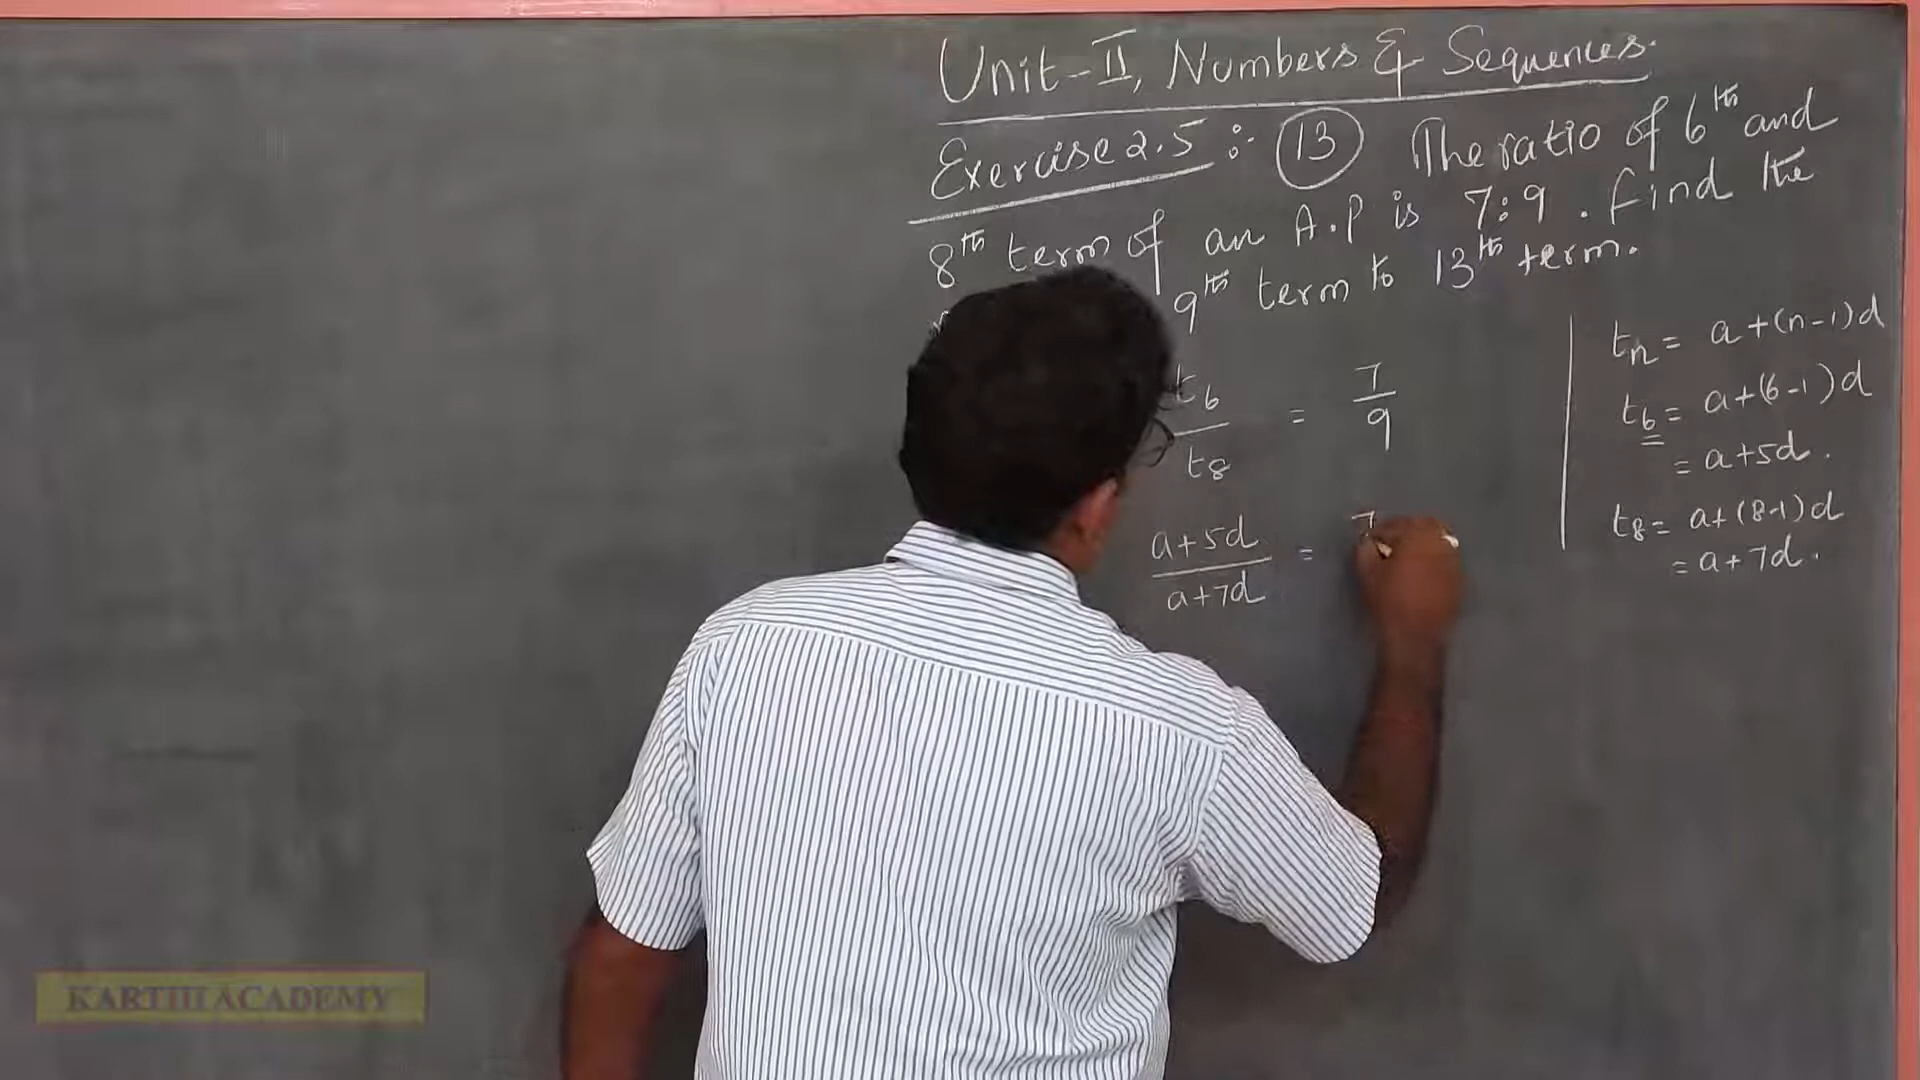 Unit-II, Numbers & Sequences.
Exercise 2.5 : (13) The ratio of 6th and
8th term of an A.P is 7:9. Find the
9th term to 13th term.
t6/t8 = 7/9
a+5d/a+7d = 7
tn = a+(n-1)d
t6 = a+(6-1)d
= a+5d.
t8 = a+(8-1)d
= a+7d.
KARTHI ACADEMY